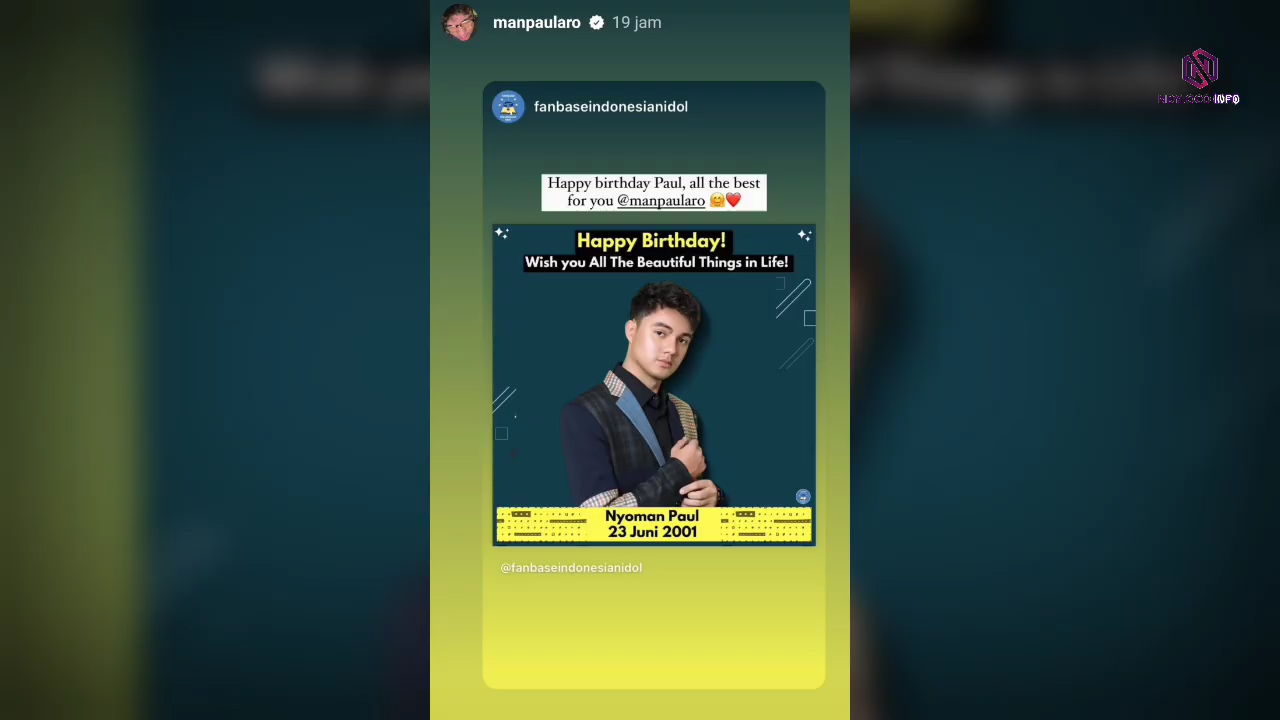 manpaularo 19 jam
fanbaseindonesianidol
Happy birthday Paul, all the best
for you @manpaularo 🤗❤️
Happy Birthday!
Wish you All The Beautiful Things in Life!
Nyoman Paul
23 Juni 2001
@fanbaseindonesianidol
INFO